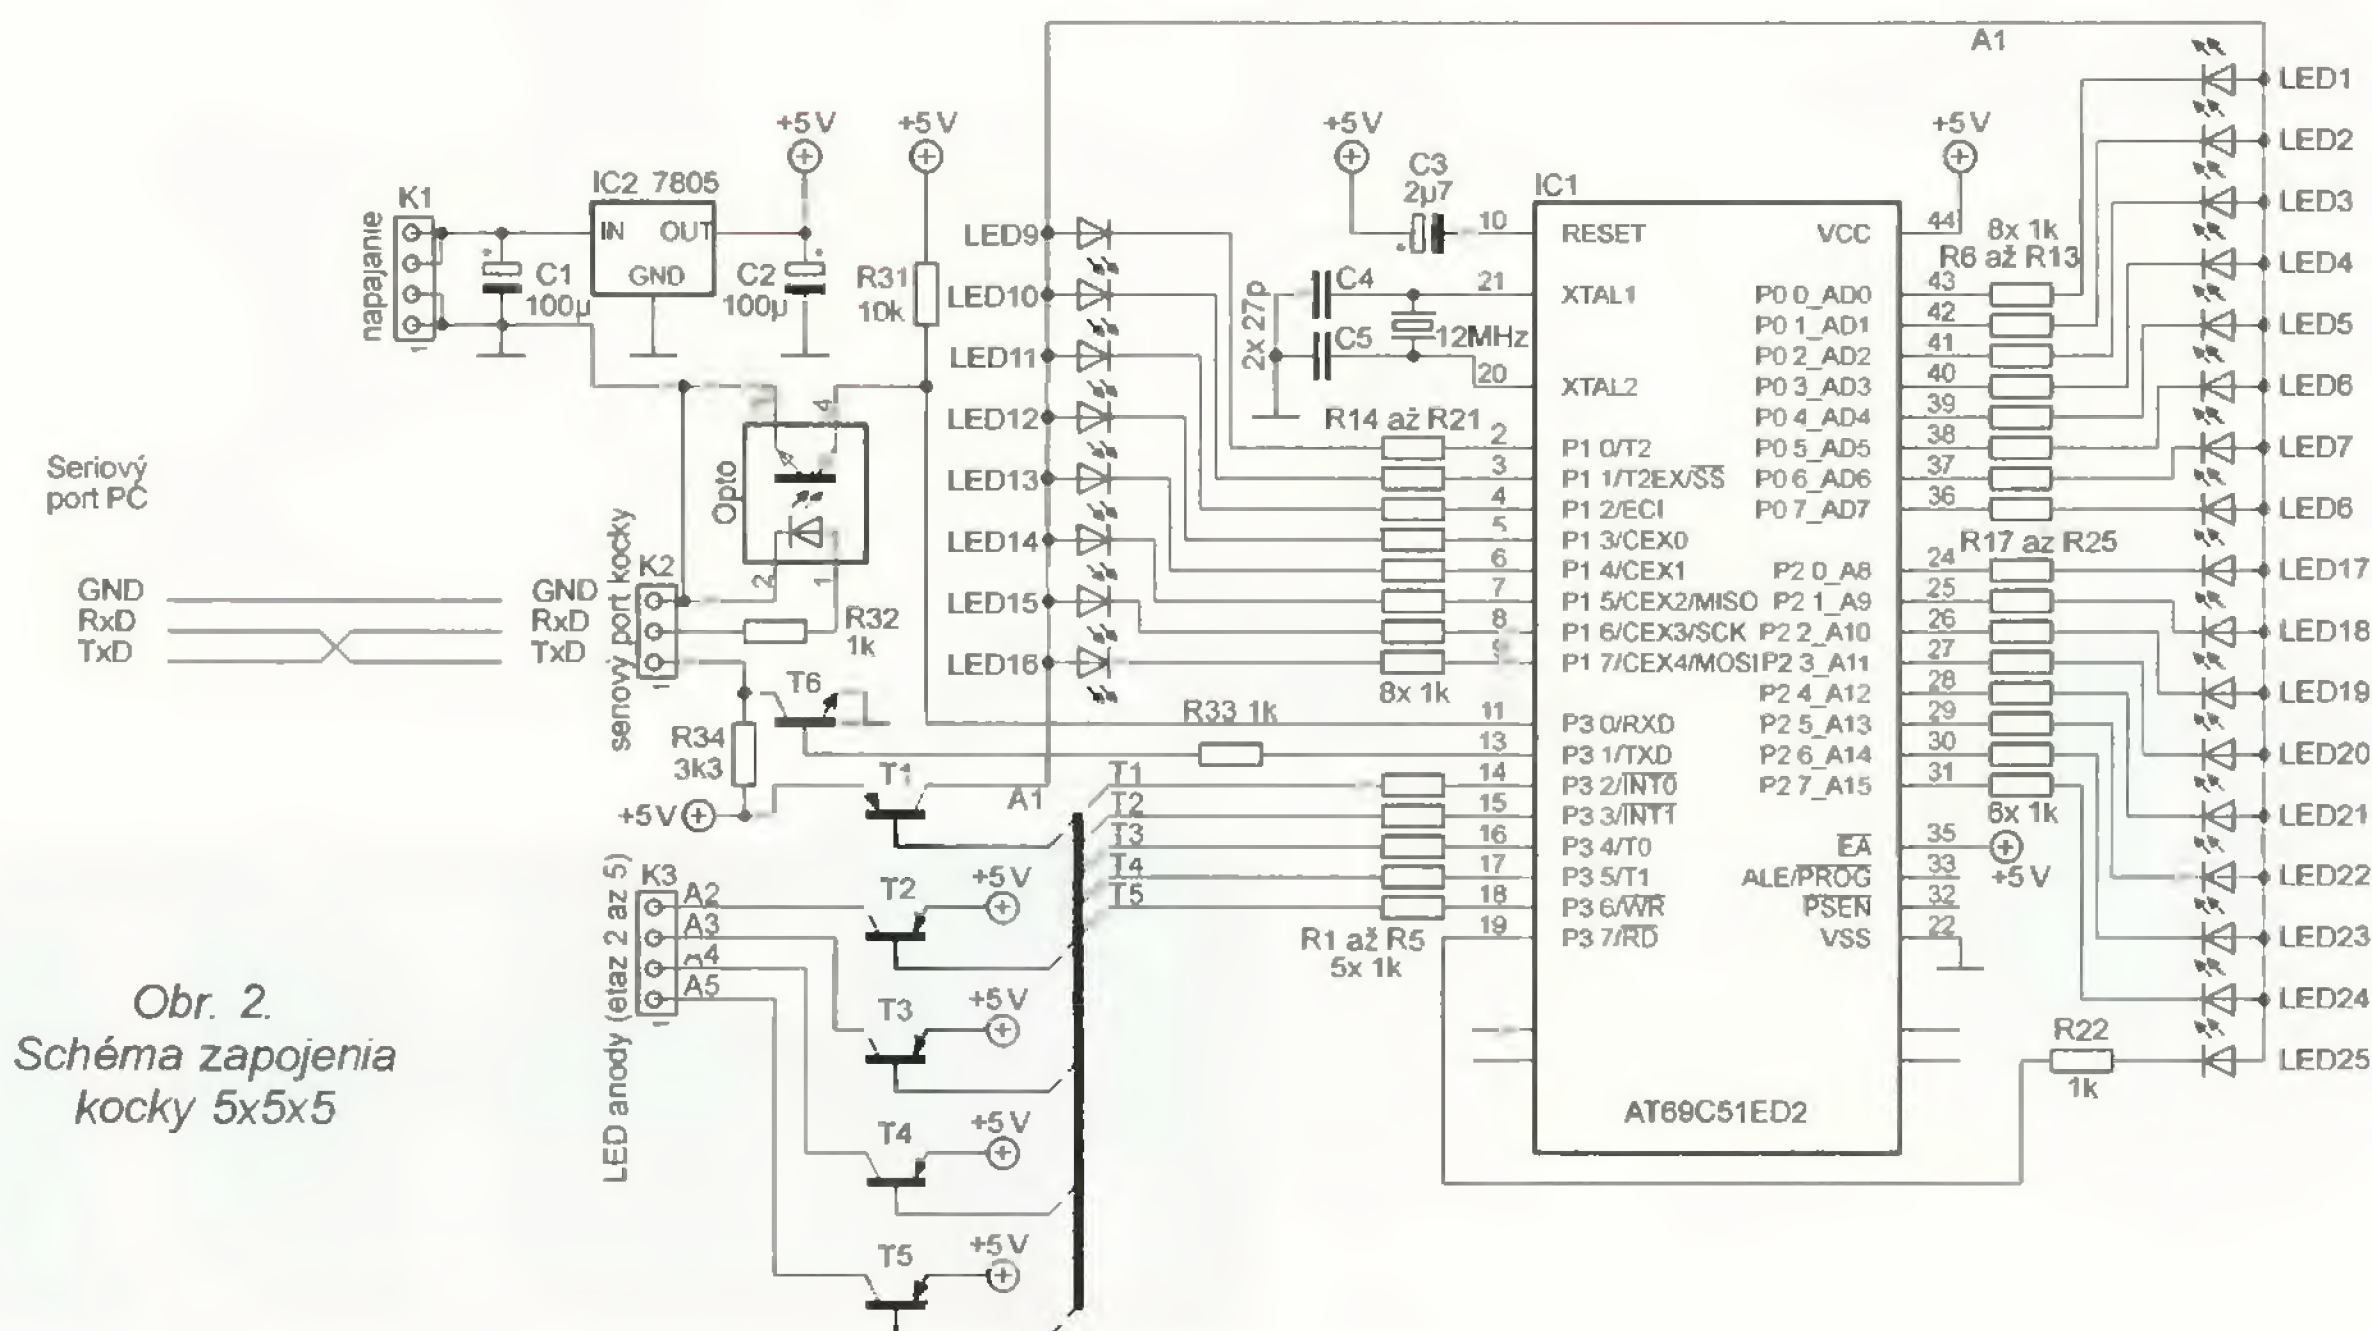 A1
LED1
LED2
LED3
LED4
LED5
LED6
LED7
LED6
LED17
LED18
LED19
LED20
LED21
LED22
LED23
LED24
LED25
R22
1k
+5V
+5V
+5V
+5V
K1
napajanie
IC2 7805
IN OUT
GND
C1
100µ
C2
100µ
R31
10k
LED9
LED10
LED11
LED12
LED13
LED14
LED15
LED16
C3
2µ7
C4
C5
2x 27p
12MHz
R14 až R21
8x 1k
IC1
10 RESET
21 XTAL1
20 XTAL2
2 P1 0/T2
3 P1 1/T2EX/SS
4 P1 2/ECI
5 P1 3/CEX0
6 P1 4/CEX1
7 P1 5/CEX2/MISO
8 P1 6/CEX3/SCK
9 P1 7/CEX4/MOSI
11 P3 0/RXD
13 P3 1/TXD
14 P3 2/INT0
15 P3 3/INT1
16 P3 4/T0
17 P3 5/T1
18 P3 6/WR
19 P3 7/RD
VCC 44
P0 0_AD0 43
P0 1_AD1 42
P0 2_AD2 41
P0 3_AD3 40
P0 4_AD4 39
P0 5_AD5 38
P0 6_AD6 37
P0 7_AD7 36
P2 0_A8 24
P2 1_A9 25
P2 2_A10 26
P2 3_A11 27
P2 4_A12 28
P2 5_A13 29
P2 6_A14 30
P2 7_A15 31
EA 35
ALE/PROG 33
PSEN 32
VSS 22
AT69C51ED2
8x 1k
R6 až R13
R17 az R25
6x 1k
+5V
Seriový
port PC
GND
RxD
TxD
GND
RxD
TxD
K2
Opto
4
2
1
R32
1k
T6
R34
3k3
+5V
R33 1k
T1
A1
T1
T2
T3
T4
T5
R1 až R5
5x 1k
LED anody (etaz 2 az 5)
K3
A2
A3
A4
A5
T2
+5V
T3
+5V
T4
+5V
T5
+5V
Obr. 2.
Schéma zapojenia
kocky 5x5x5